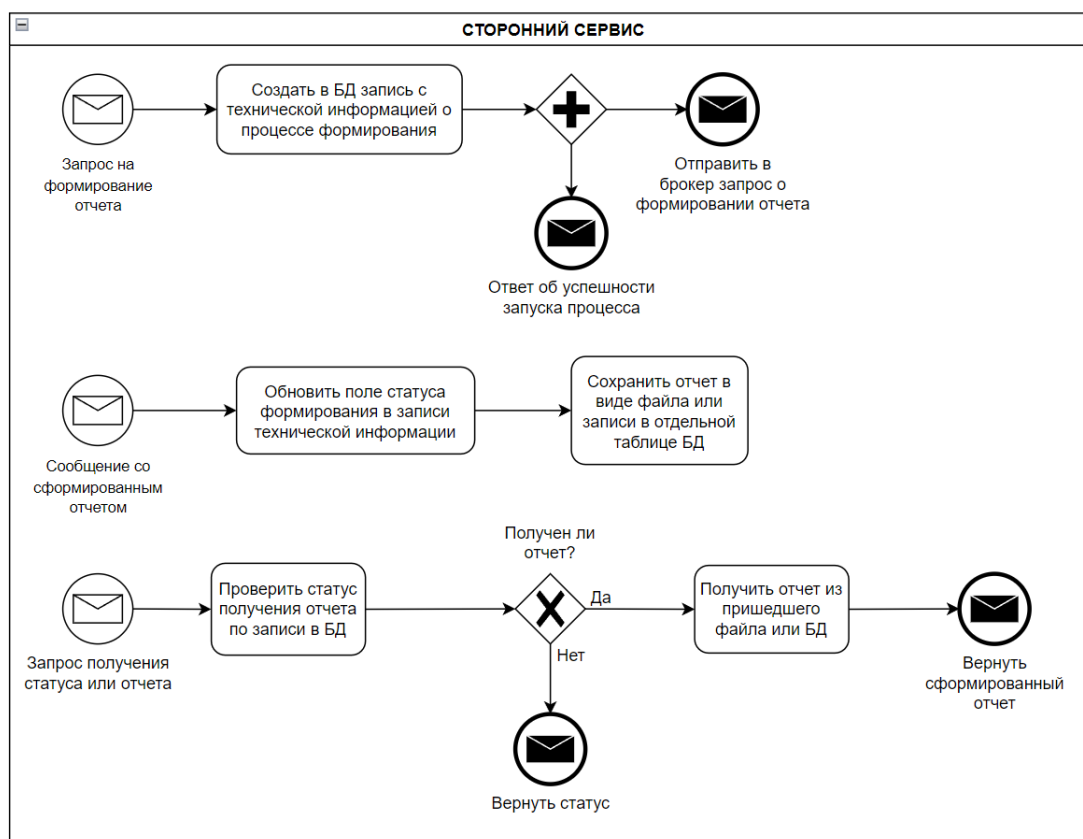 СТОРОННИЙ СЕРВИС
Создать в БД запись с
технической информацией о
процессе формирования
Запрос на
формирование
отчета
Отправить в
брокер запрос о
формировании отчета
Ответ об успешности
запуска процесса
Обновить поле статуса
формирования в записи
технической информации
Сохранить отчет в
виде файла или
записи в отдельной
таблице БД
Сообщение со
сформированным
отчетом
Получен ли
отчет?
Проверить статус
получения отчета
по записи в БД
Да
Получить отчет из
пришедшего
файла или БД
Нет
Запрос получения
статуса или отчета
Вернуть
сформированный
отчет
Вернуть статус